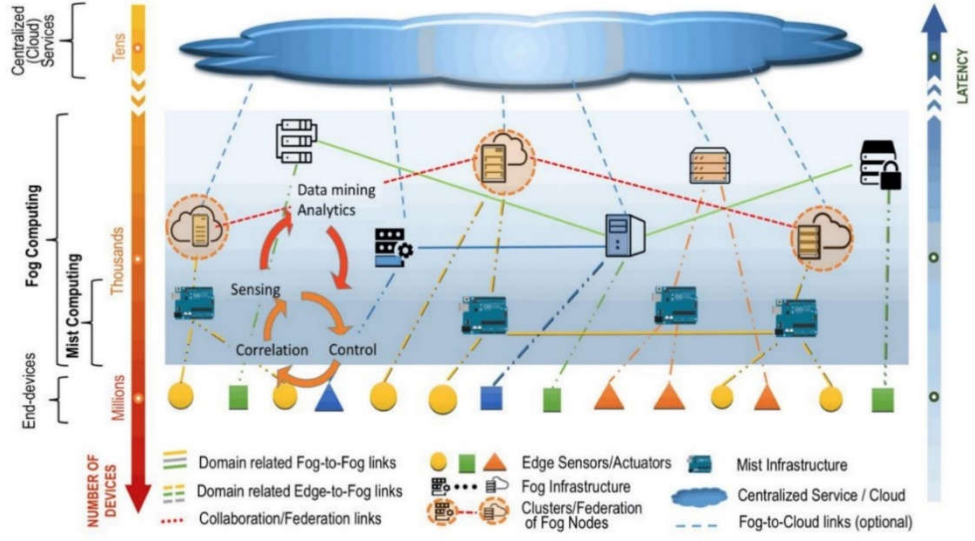 Centralized
(Cloud)
Services
Tens
LATENCY
Fog Computing
Thousands
Mist Computing
Data mining
Analytics
Sensing
Correlation
Control
End-devices
Millions
NUMBER OF
DEVICES
Domain related Fog-to-Fog links
Domain related Edge-to-Fog links
Collaboration/Federation links
Edge Sensors/Actuators
Fog Infrastructure
Clusters/Federation
of Fog Nodes
Mist Infrastructure
Centralized Service / Cloud
Fog-to-Cloud links (optional)